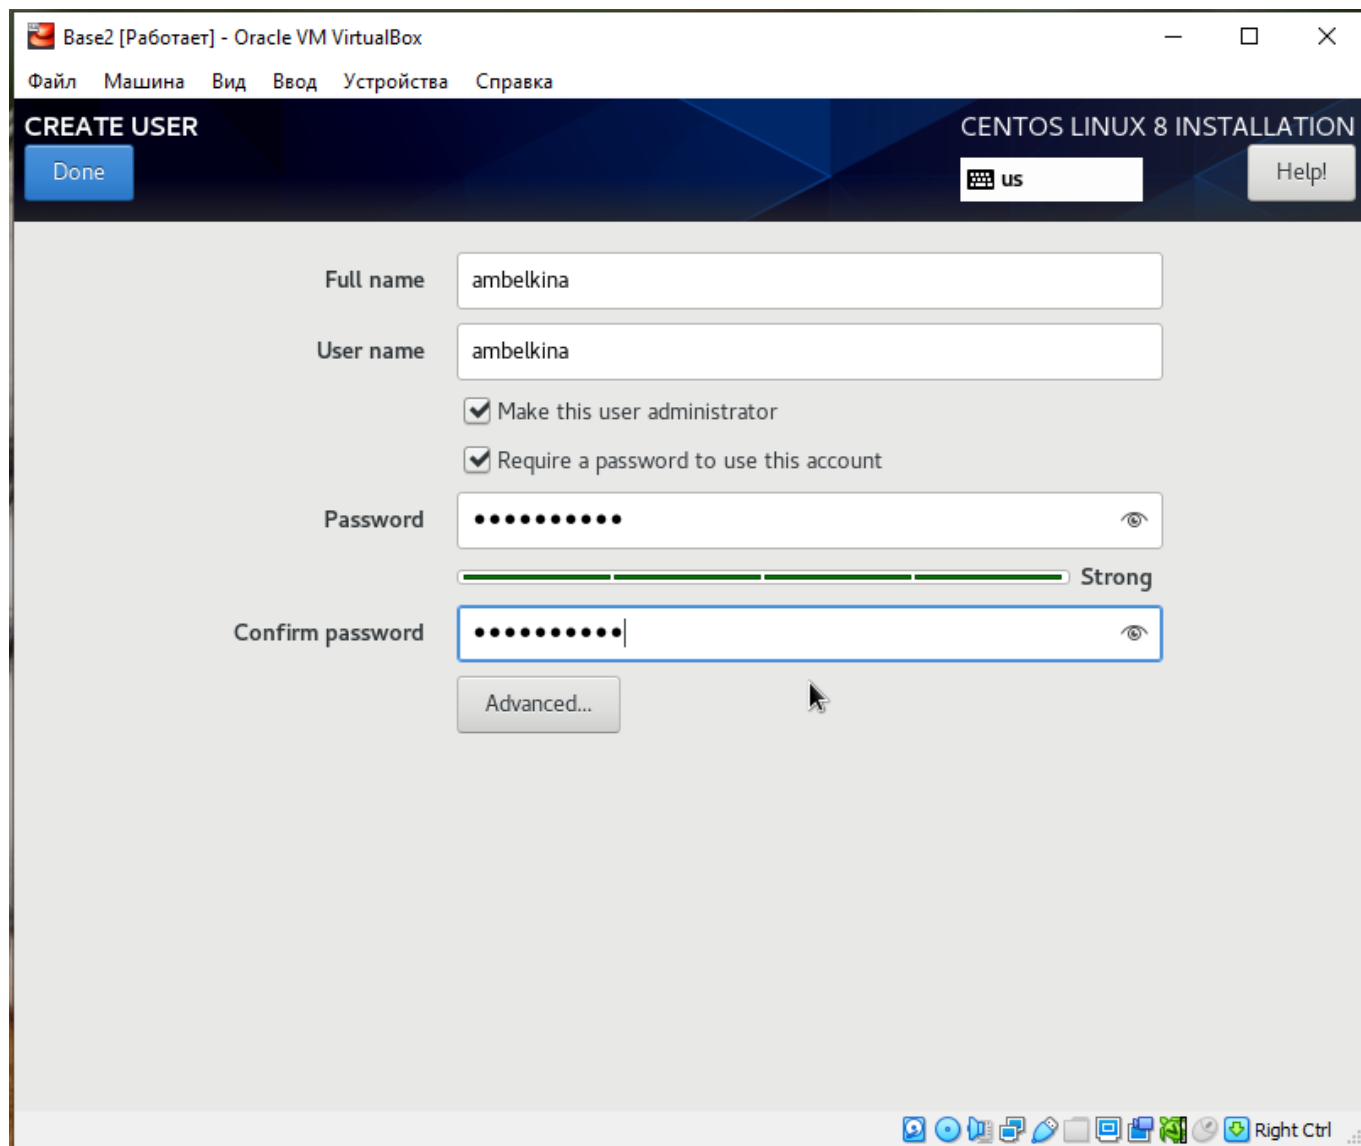 Base2 [Работает] - Oracle VM VirtualBox
Файл Машина Вид Ввод Устройства Справка
CREATE USER
CENTOS LINUX 8 INSTALLATION
Done
us
Help!
Full name
ambelkina
User name
ambelkina
Make this user administrator
Require a password to use this account
Password
••••••••••
Strong
Confirm password
••••••••••
Advanced...
Right Ctrl